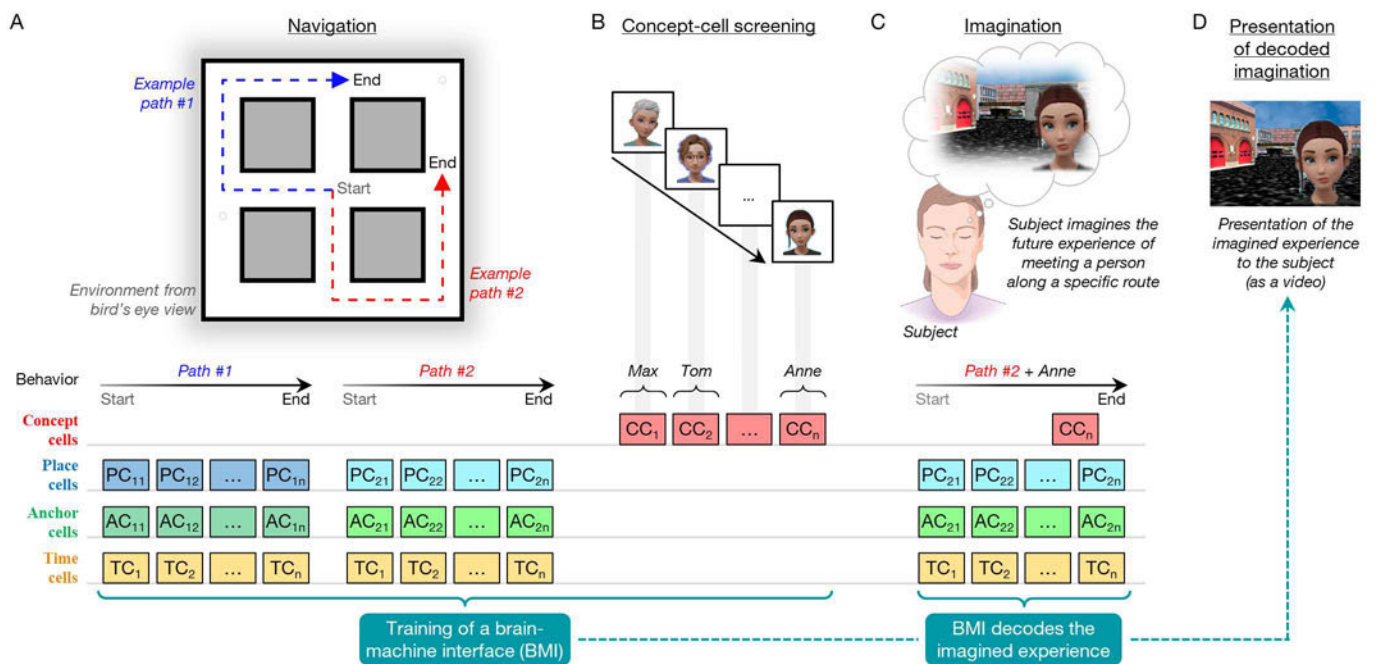 A
Navigation
Example
path #1
End
End
Start
Example
path #2
Environment from
bird's eye view
B
Concept-cell screening
...
C
Imagination
Subject imagines the
future experience of
meeting a person
along a specific route
Subject
D
Presentation
of decoded
imagination
Presentation of the
imagined experience
to the subject
(as a video)
Behavior
Path #1
Start
End
Path #2
Start
End
Max
Tom
Anne
Path #2 + Anne
Start
End
Concept
cells
CC₁ CC₂ ... CCₙ
CCₙ
Place
cells
PC₁₁ PC₁₂ ... PC₁ₙ
PC₂₁ PC₂₂ ... PC₂ₙ
PC₂₁ PC₂₂ ... PC₂ₙ
Anchor
cells
AC₁₁ AC₁₂ ... AC₁ₙ
AC₂₁ AC₂₂ ... AC₂ₙ
AC₂₁ AC₂₂ ... AC₂ₙ
Time
cells
TC₁ TC₂ ... TCₙ
TC₁ TC₂ ... TCₙ
TC₁ TC₂ ... TCₙ
Training of a brain-
machine interface (BMI)
BMI decodes the
imagined experience